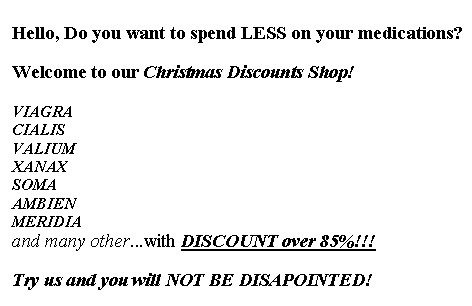 Hello, Do you want to spend LESS on your medications?
Welcome to our Christmas Discounts Shop!
VIAGRA
CIALIS
VALIUM
XANAX
SOMA
AMBIEN
MERIDIA
and many other...with DISCOUNT over 85%!!!
Try us and you will NOT BE DISAPOINTED!